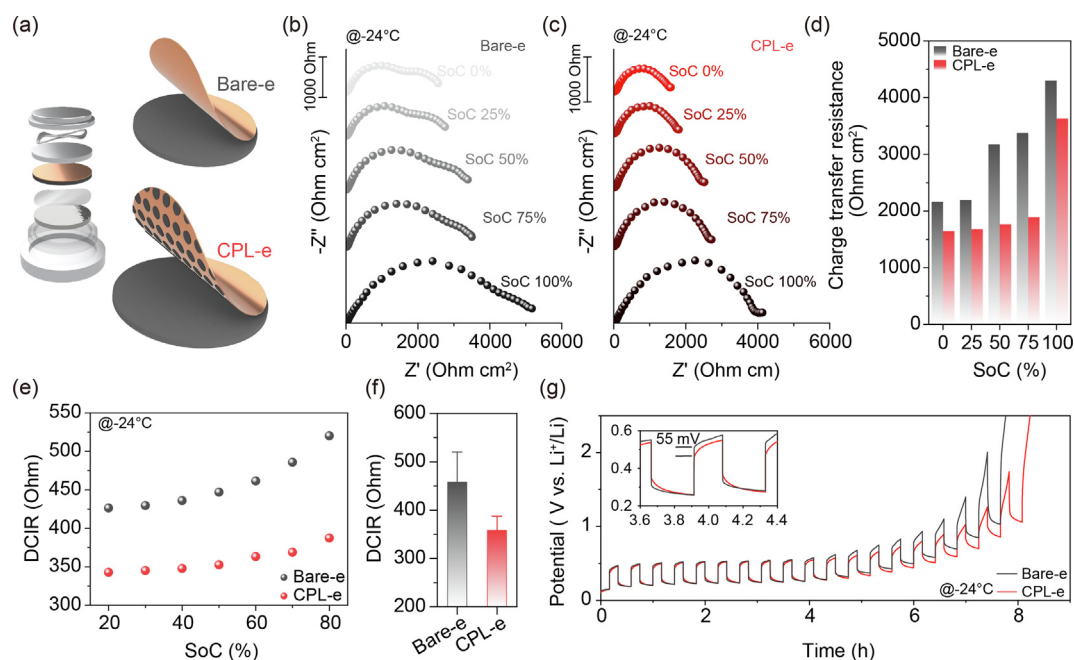 (a)
Bare-e
CPL-e
(b)
@-24°C
Bare-e
1000 Ohm
SoC 0%
SoC 25%
SoC 50%
SoC 75%
SoC 100%
-Z" (Ohm cm²)
0 2000 4000 6000
Z' (Ohm cm²)
(c)
@-24°C
CPL-e
1000 Ohm
SoC 0%
SoC 25%
SoC 50%
SoC 75%
SoC 100%
-Z" (Ohm cm2)
0 2000 4000 6000
Z' (Ohm cm)
(d)
Charge transfer resistance
(Ohm cm²)
5000
4000
3000
2000
1000
0
Bare-e
CPL-e
0 25 50 75 100
SoC (%)
(e)
@-24°C
DCIR (Ohm)
550
500
450
400
350
300
Bare-e
CPL-e
20 40 60 80
SoC (%)
(f)
DCIR (Ohm)
600
500
400
300
200
Bare-e
CPL-e
(g)
Potential ( V vs. Li⁺/Li)
2
1
0
0.6
0.4
0.2
55 mV
3.6 3.8 4.0 4.2 4.4
Bare-e
CPL-e
@-24°C
0 2 4 6 8
Time (h)